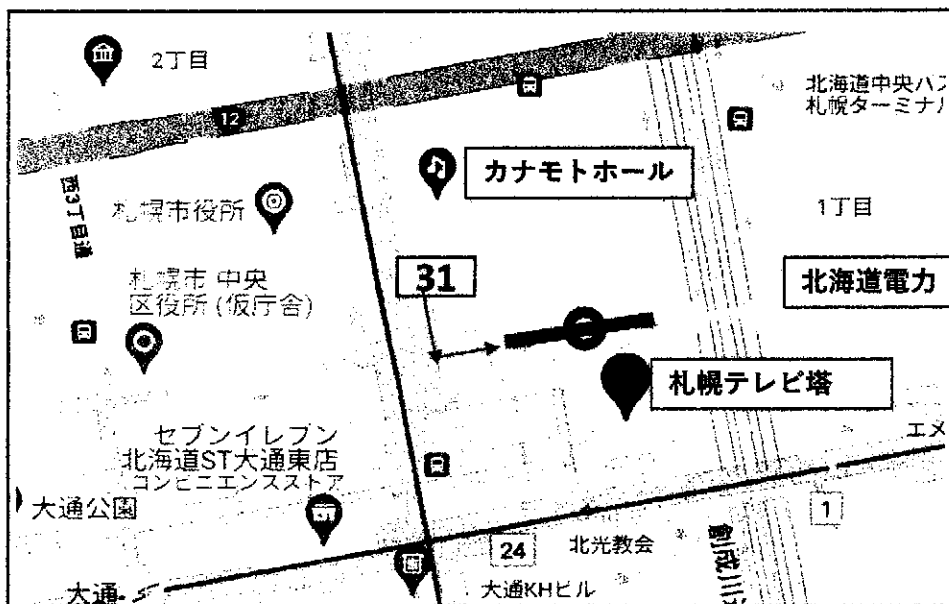 2丁目
12
北海道中央バス
札幌ターミナル
カナモトホール
西3丁目通
札幌市役所
1丁目
31
札幌市 中央
区役所 (仮庁舎)
北海道電力
札幌テレビ塔
セブンイレブン
北海道ST大通東店
コンビニエンスストア
エメ
大通公園
1
24
北光教会
創成川
大通
大通KHビル